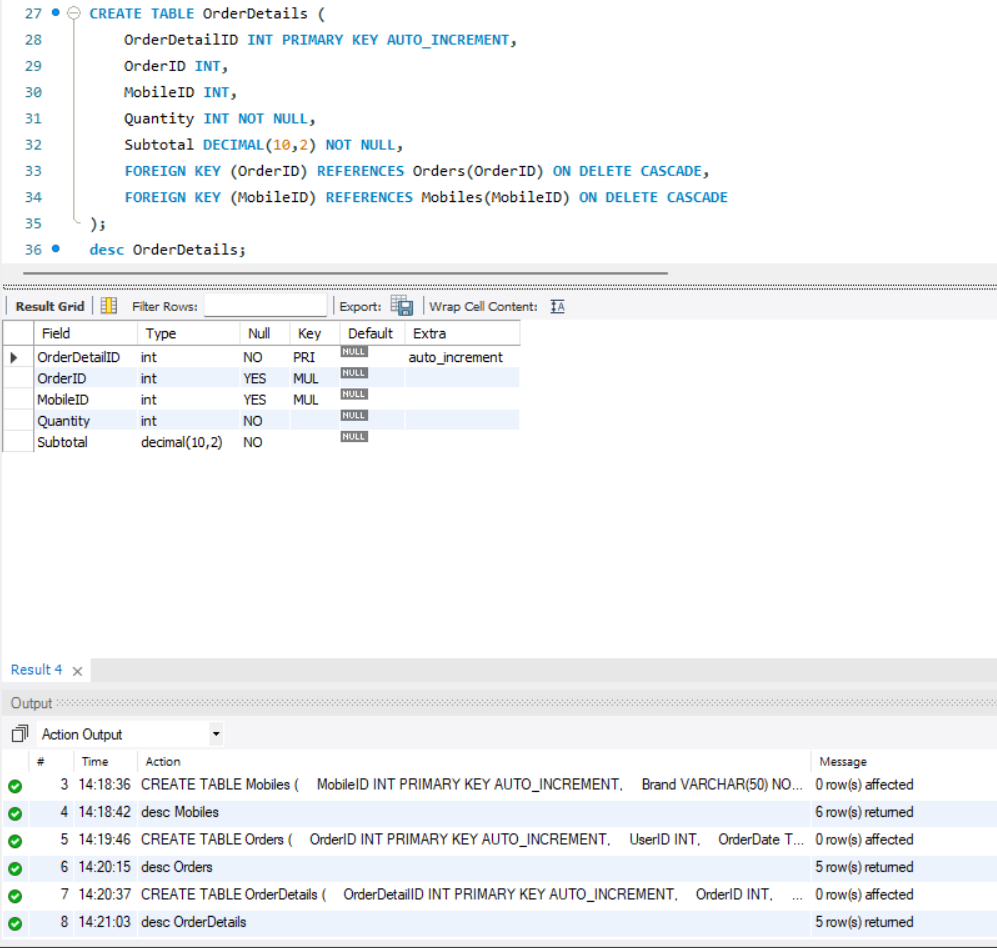 27 CREATE TABLE OrderDetails (
28 OrderDetailID INT PRIMARY KEY AUTO_INCREMENT,
29 OrderID INT,
30 MobileID INT,
31 Quantity INT NOT NULL,
32 Subtotal DECIMAL(10,2) NOT NULL,
33 FOREIGN KEY (OrderID) REFERENCES Orders(OrderID) ON DELETE CASCADE,
34 FOREIGN KEY (MobileID) REFERENCES Mobiles(MobileID) ON DELETE CASCADE
35 );
36 desc OrderDetails;
Result Grid Filter Rows: Export: Wrap Cell Content: IA
Field Type Null Key Default Extra
OrderDetailID int NO PRI NULL auto_increment
OrderID int YES MUL NULL
MobileID int YES MUL NULL
Quantity int NO NULL
Subtotal decimal(10,2) NO NULL
Result 4
Output
Action Output
# Time Action Message
3 14:18:36 CREATE TABLE Mobiles ( MobileID INT PRIMARY KEY AUTO_INCREMENT, Brand VARCHAR(50) NO... 0 row(s) affected
4 14:18:42 desc Mobiles 6 row(s) returned
5 14:19:46 CREATE TABLE Orders ( OrderID INT PRIMARY KEY AUTO_INCREMENT, UserID INT, OrderDate T... 0 row(s) affected
6 14:20:15 desc Orders 5 row(s) returned
7 14:20:37 CREATE TABLE OrderDetails ( OrderDetailID INT PRIMARY KEY AUTO_INCREMENT, OrderID INT, ... 0 row(s) affected
8 14:21:03 desc OrderDetails 5 row(s) returned